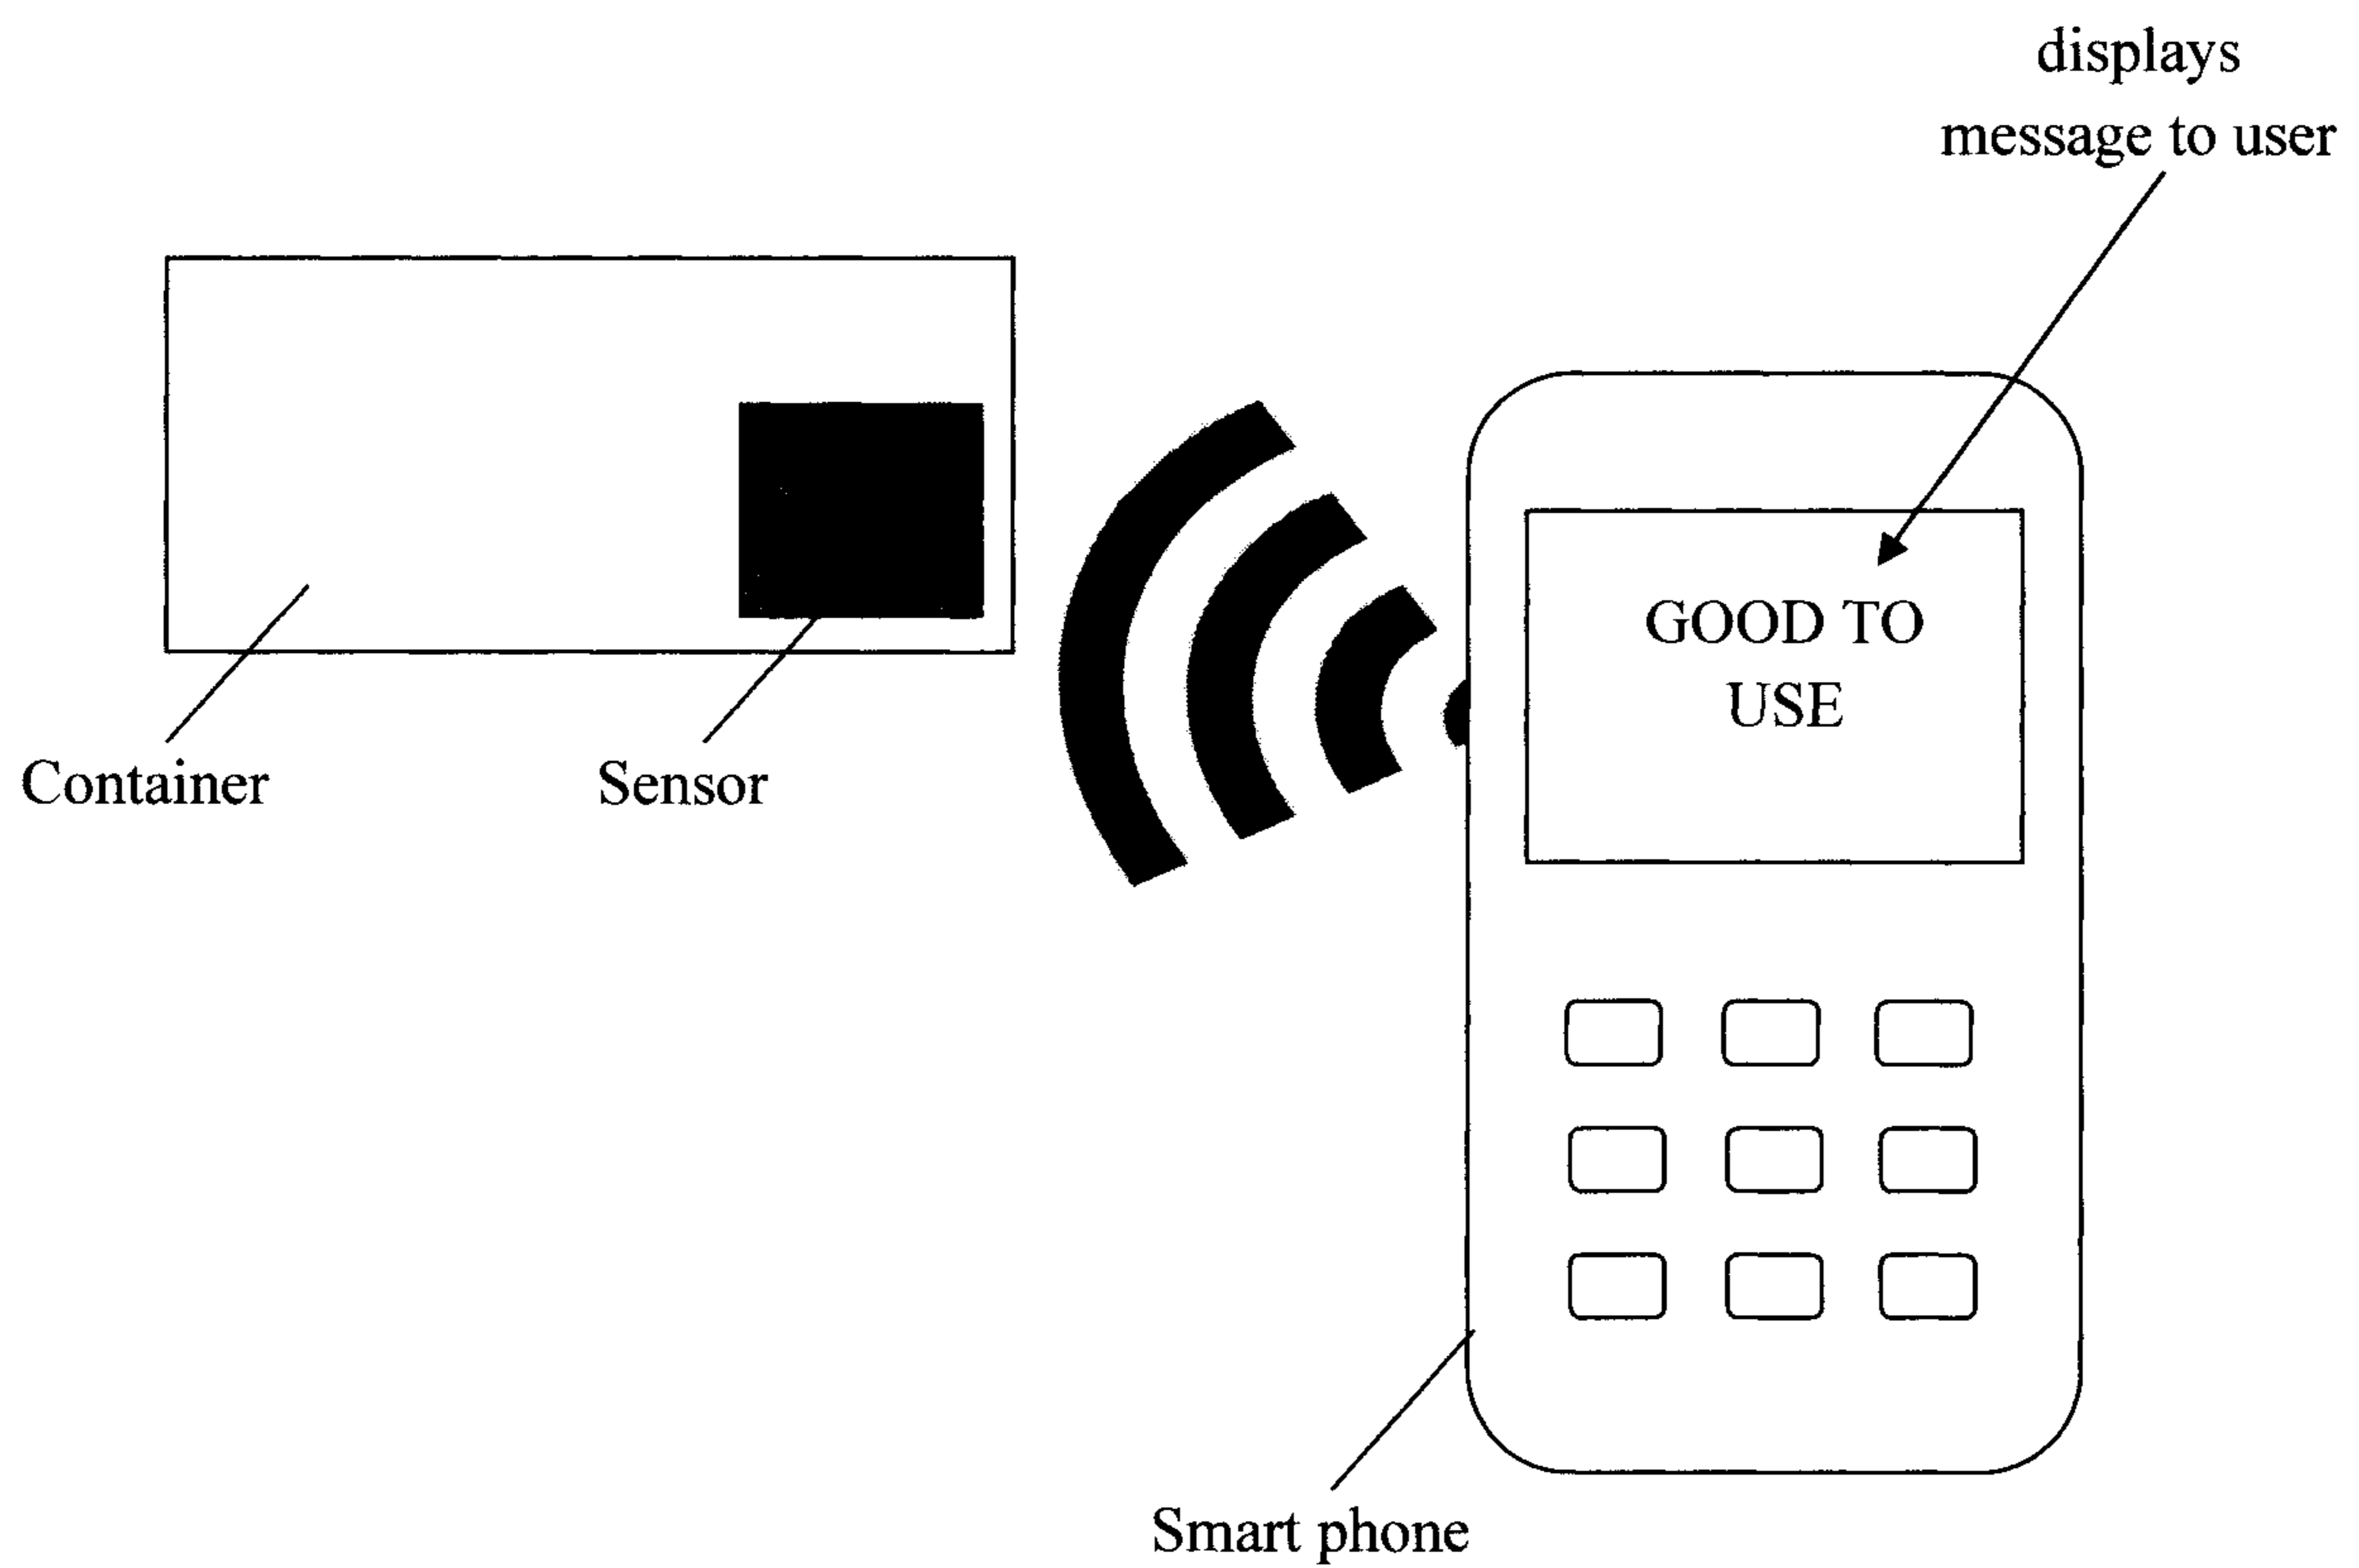 displays
message to user
GOOD TO
USE
Container
Sensor
Smart phone